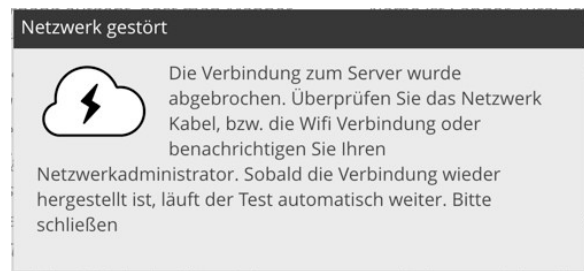 Netzwerk gestört
Die Verbindung zum Server wurde
abgebrochen. Überprüfen Sie das Netzwerk
Kabel, bzw. die Wifi Verbindung oder
benachrichtigen Sie Ihren
Netzwerkadministrator. Sobald die Verbindung wieder
hergestellt ist, läuft der Test automatisch weiter. Bitte
schließen